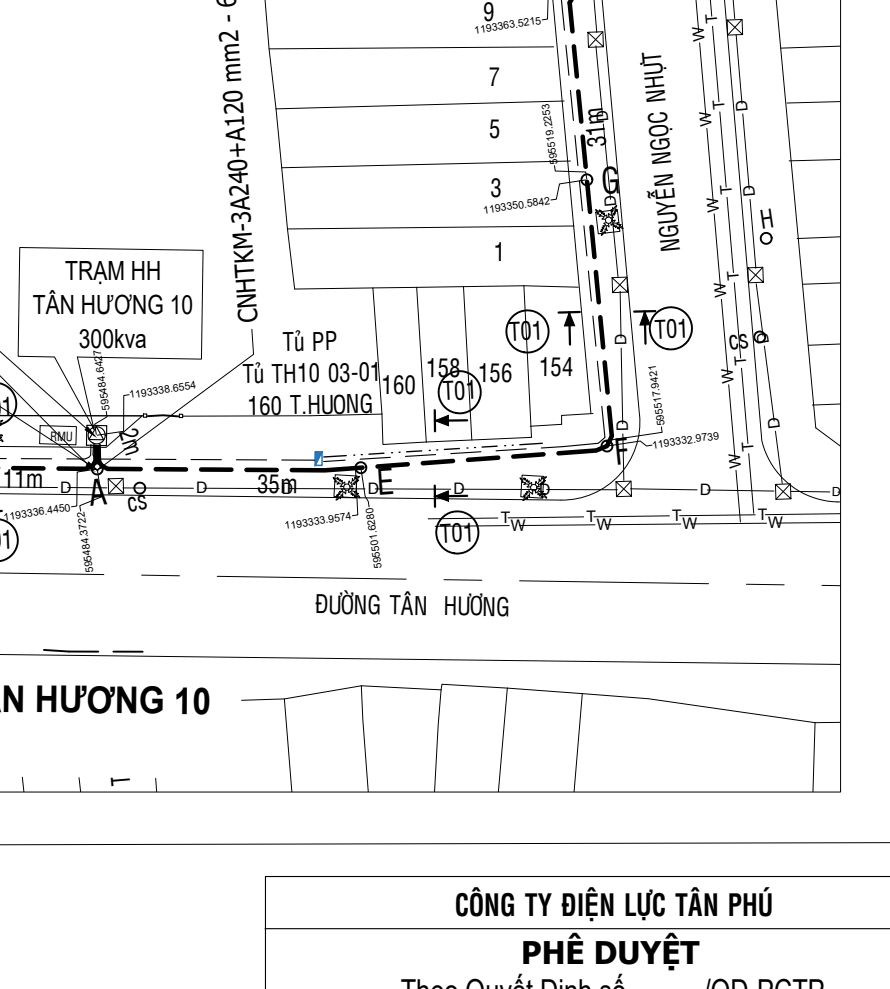 9
1193363.5215
CNHTKM-3A240+A120 mm2 - 6
7
5
31m
595519.2253
NGUYỄN NGỌC NHỰT
3
G
1193350.5842
1
H
TRẠM HH
TÂN HƯƠNG 10
300kva
Tủ PP
Tủ TH10 03-01
160 T.HUONG
160
158
156
154
T01
T01
T01
CS
595484.6427
1193338.6554
RMU
2m
595517.9421
F
1193332.9739
11m
A
CS
35m
E
1193336.4450
595484.3722
1193333.9574
595501.6280
T01
D D D D D D D D
T W T W T W T W
ĐƯỜNG TÂN HƯƠNG
ÂN HƯƠNG 10
T
CÔNG TY ĐIỆN LỰC TÂN PHÚ
PHÊ DUYỆT